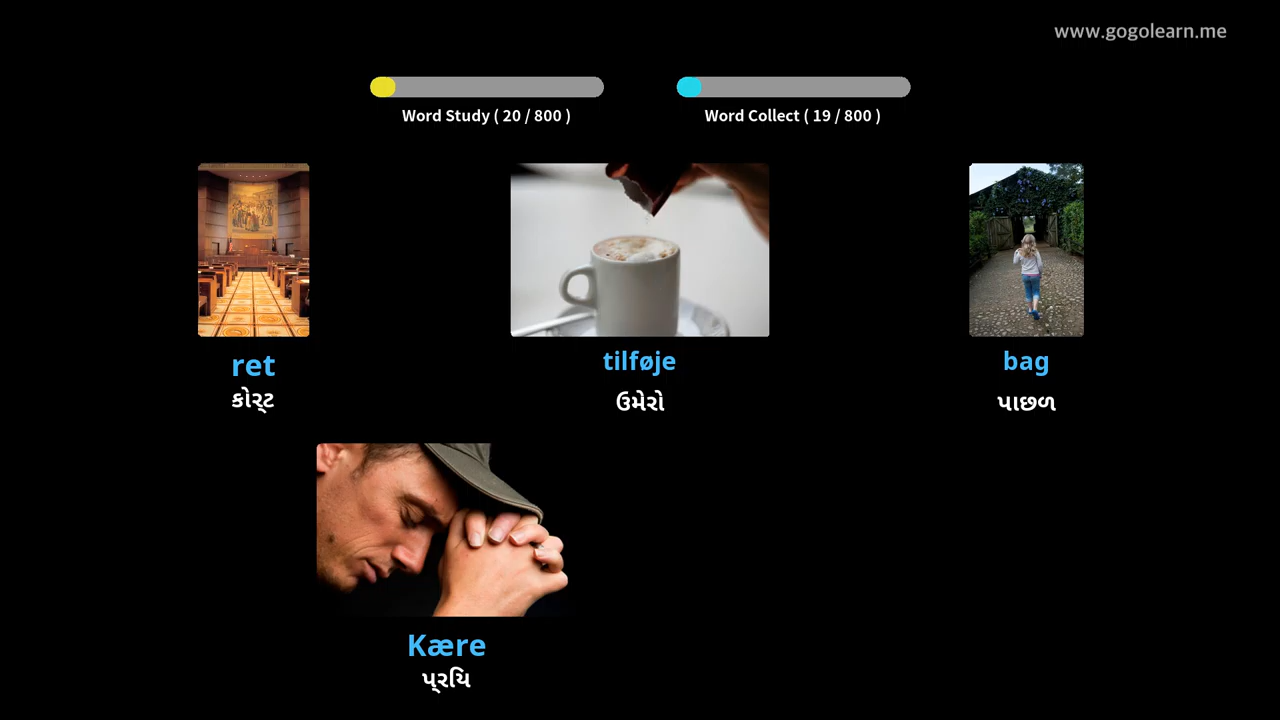 www.gogolearn.me
Word Study ( 20 / 800 )
Word Collect ( 19 / 800 )
ret
કોર્ટ
tilføje
ઉમેરો
bag
પાછળ
Kære
પ્રિય